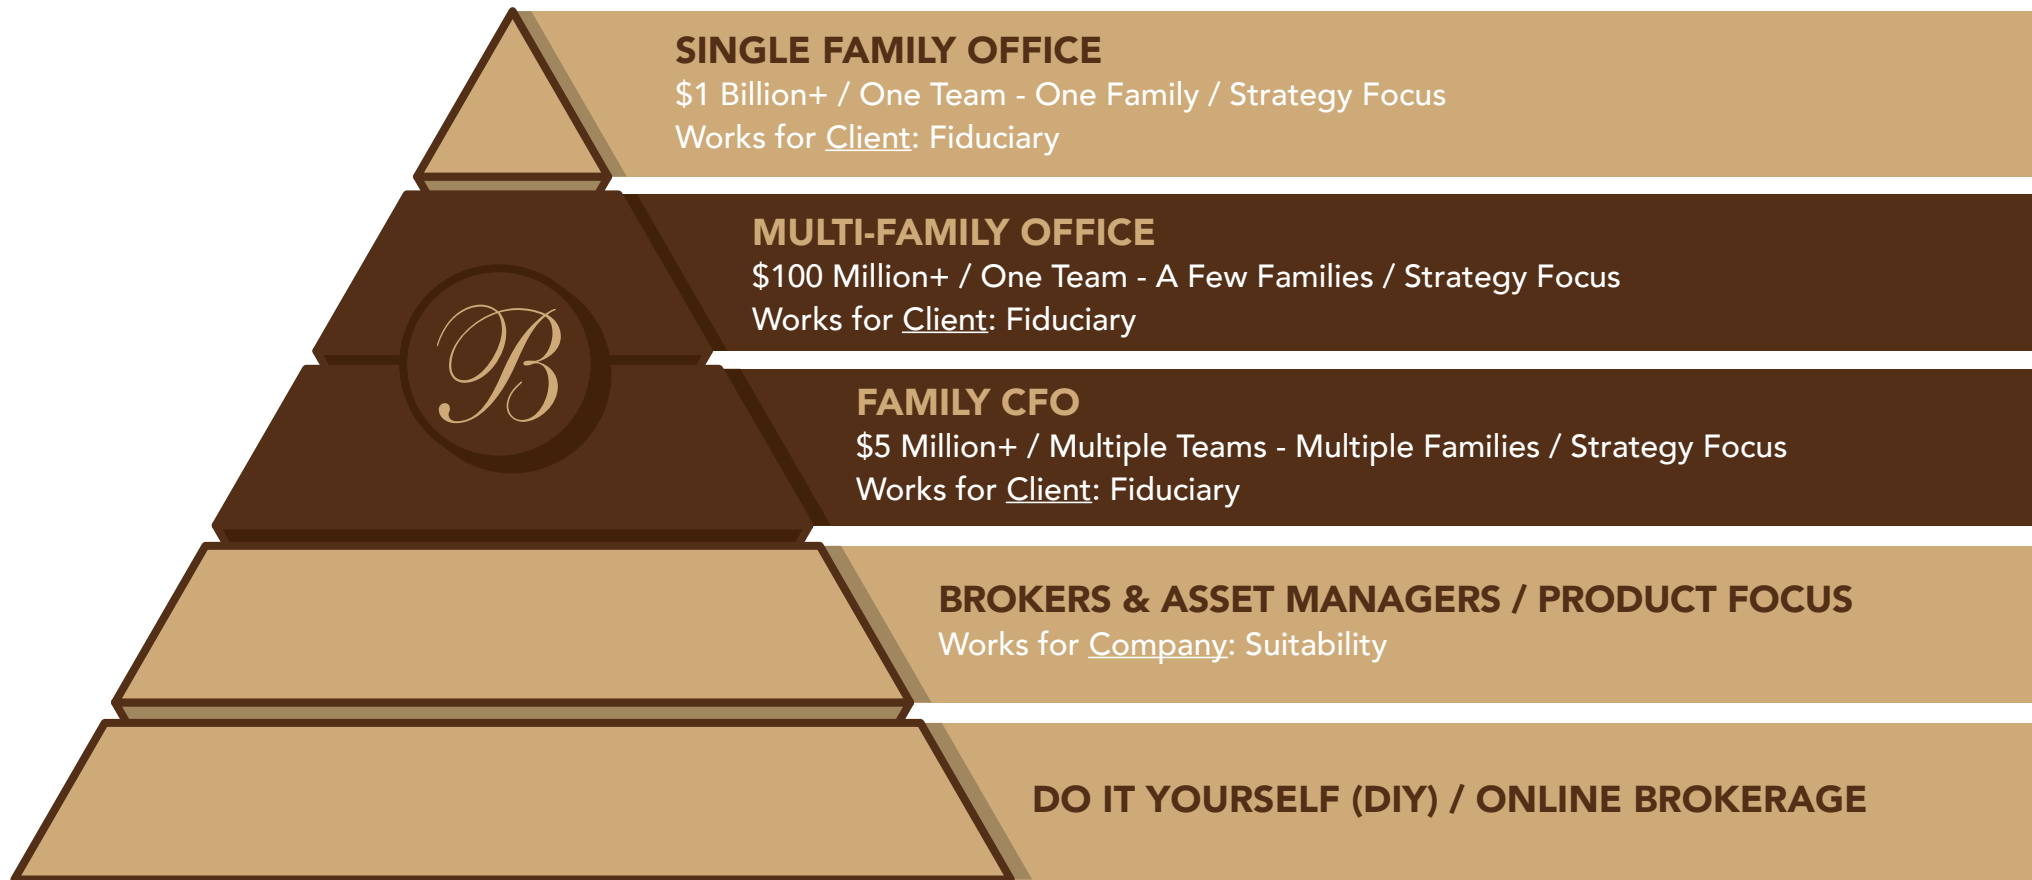 SINGLE FAMILY OFFICE
$1 Billion+ / One Team - One Family / Strategy Focus
Works for Client: Fiduciary
MULTI-FAMILY OFFICE
$100 Million+ / One Team - A Few Families / Strategy Focus
Works for Client: Fiduciary
B
FAMILY CFO
$5 Million+ / Multiple Teams - Multiple Families / Strategy Focus
Works for Client: Fiduciary
BROKERS & ASSET MANAGERS / PRODUCT FOCUS
Works for Company: Suitability
DO IT YOURSELF (DIY) / ONLINE BROKERAGE